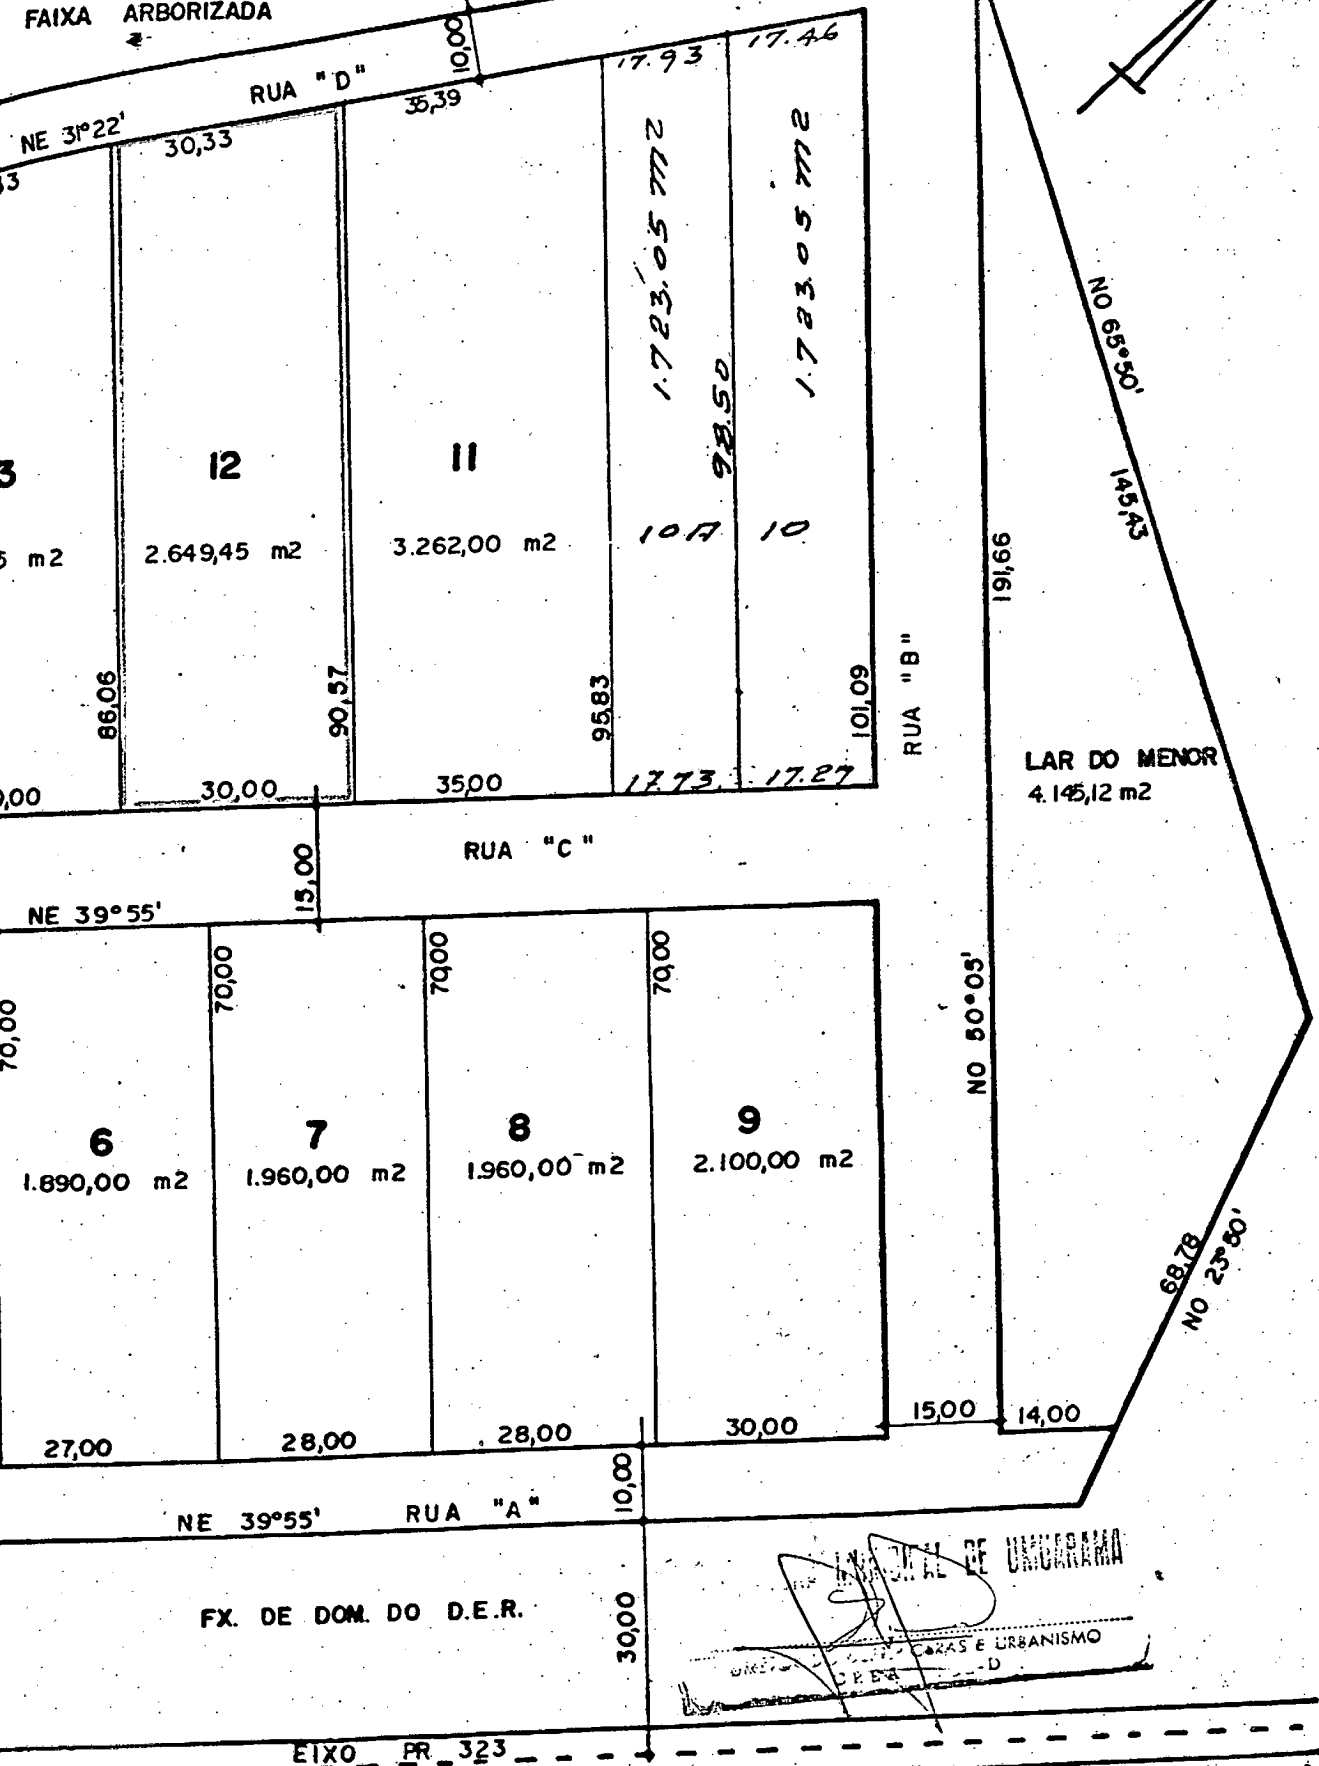 FAIXA ARBORIZADA
10,00
RUA "D"
NE 31°22'
30,33
35,39
17.93
17.46
1.723.05 m2
1.723.05 m2
98.50
NO 65°50'
145,43
191,66
12
11
2.649,45 m2
3.262,00 m2
10A
10
m2
86,06
90,57
95,83
101,09
RUA "B"
LAR DO MENOR
4.145,12 m2
30,00
35,00
17.73
17.27
15,00
RUA "C"
NE 39°55'
70,00
70,00
70,00
70,00
NO 50°05'
6
7
8
9
1.890,00 m2
1.960,00 m2
1.960,00 m2
2.100,00 m2
68,78
NO 23°50'
27,00
28,00
28,00
30,00
15,00
14,00
10,00
NE 39°55' RUA "A"
DE UMUARAMA
FX. DE DOM. DO D.E.R.
30,00
E URBANISMO
EIXO PR 323